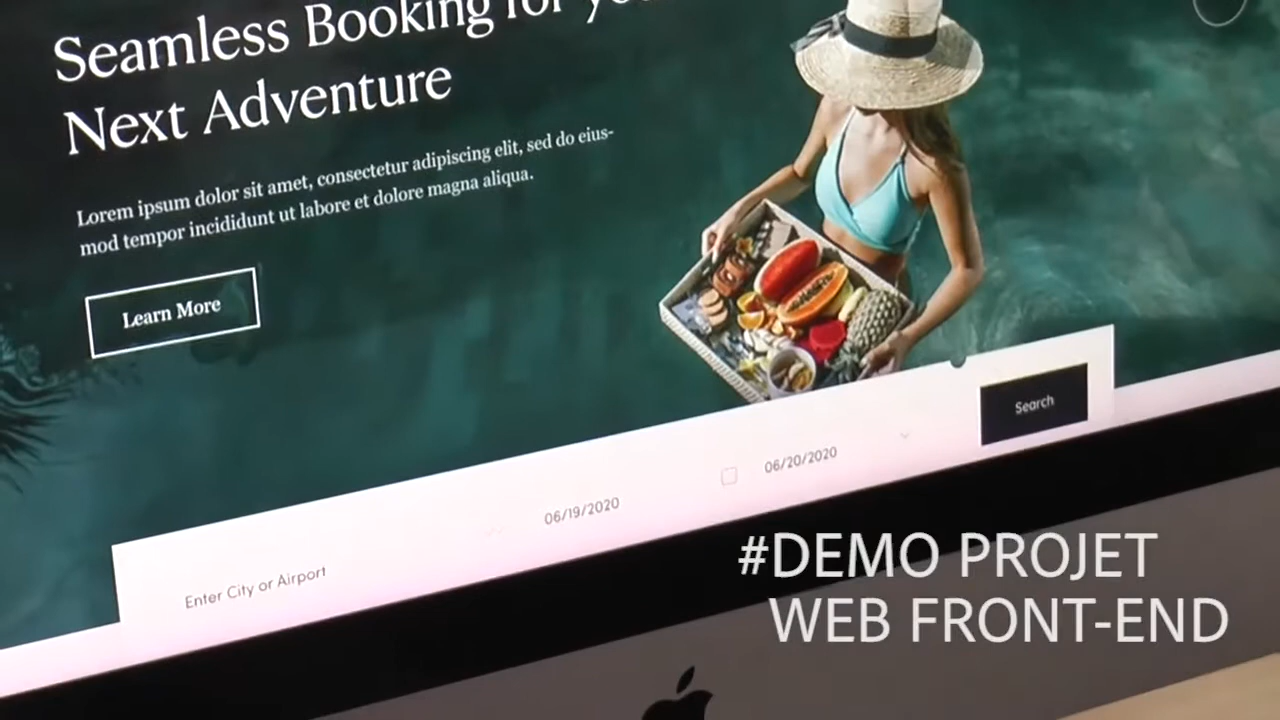 Seamless Booking for
Next Adventure
Lorem ipsum dolor sit amet, consectetur adipiscing elit, sed do eius-
mod tempor incididunt ut labore et dolore magna aliqua.
Learn More
Search
06/20/2020
06/19/2020
Enter City or Airport
#DEMO PROJET
WEB FRONT-END